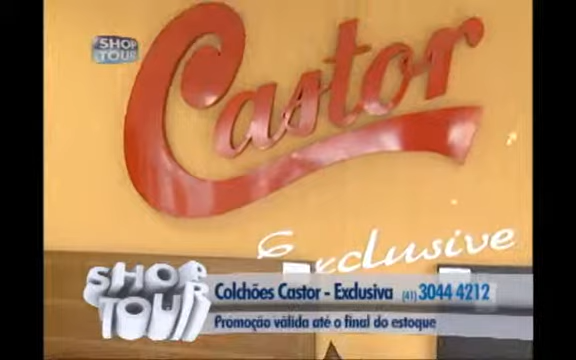 SHOP
TOUR
Castor
Exclusive
SHOP
TOUR
Colchões Castor - Exclusiva (41) 3044 4212
Promoção válida até o final do estoque